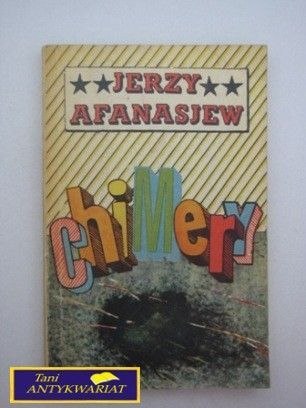 ★★JERZY★★
AFANASJEW
chiMery
Tani
ANTYKWARIAT